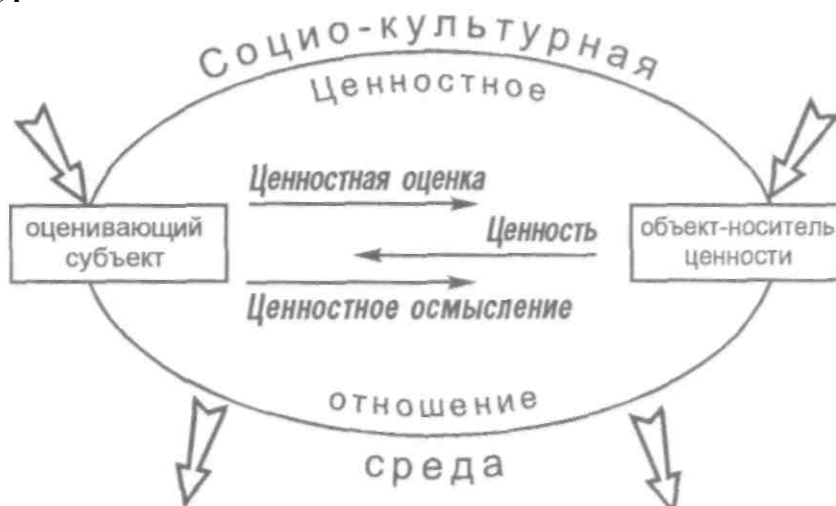 Социо-культурная
Ценностное
Ценностная оценка
оценивающий
субъект
Ценность
объект-носитель
ценности
Ценностное осмысление
отношение
среда